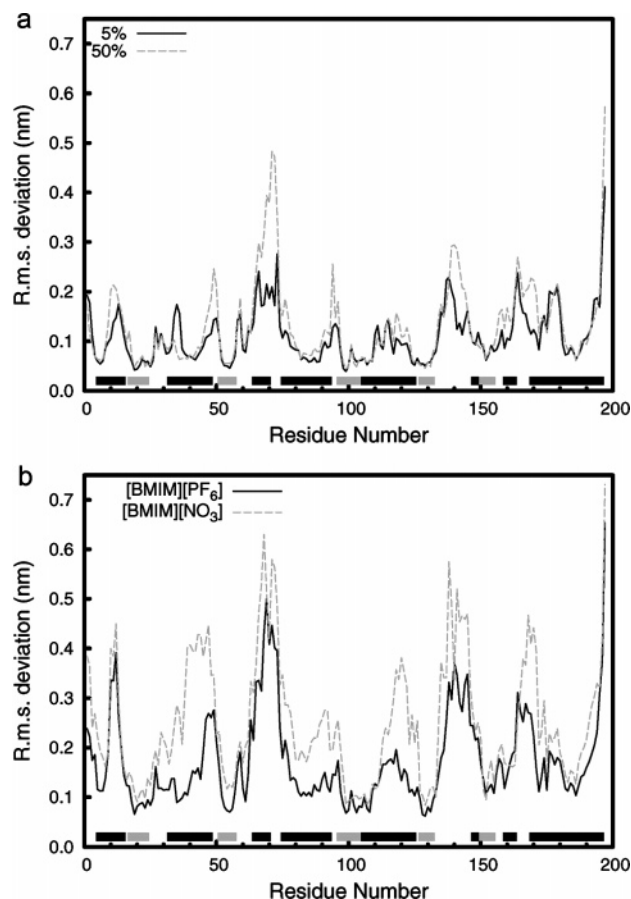 a
5%
50%
0.7
0.6
0.5
0.4
0.3
0.2
0.1
0.0
R.m.s. deviation (nm)
0 50 100 150 200
Residue Number
b
[BMIM][PF6]
[BMIM][NO3]
0.7
0.6
0.5
0.4
0.3
0.2
0.1
0.0
R.m.s. deviation (nm)
0 50 100 150 200
Residue Number